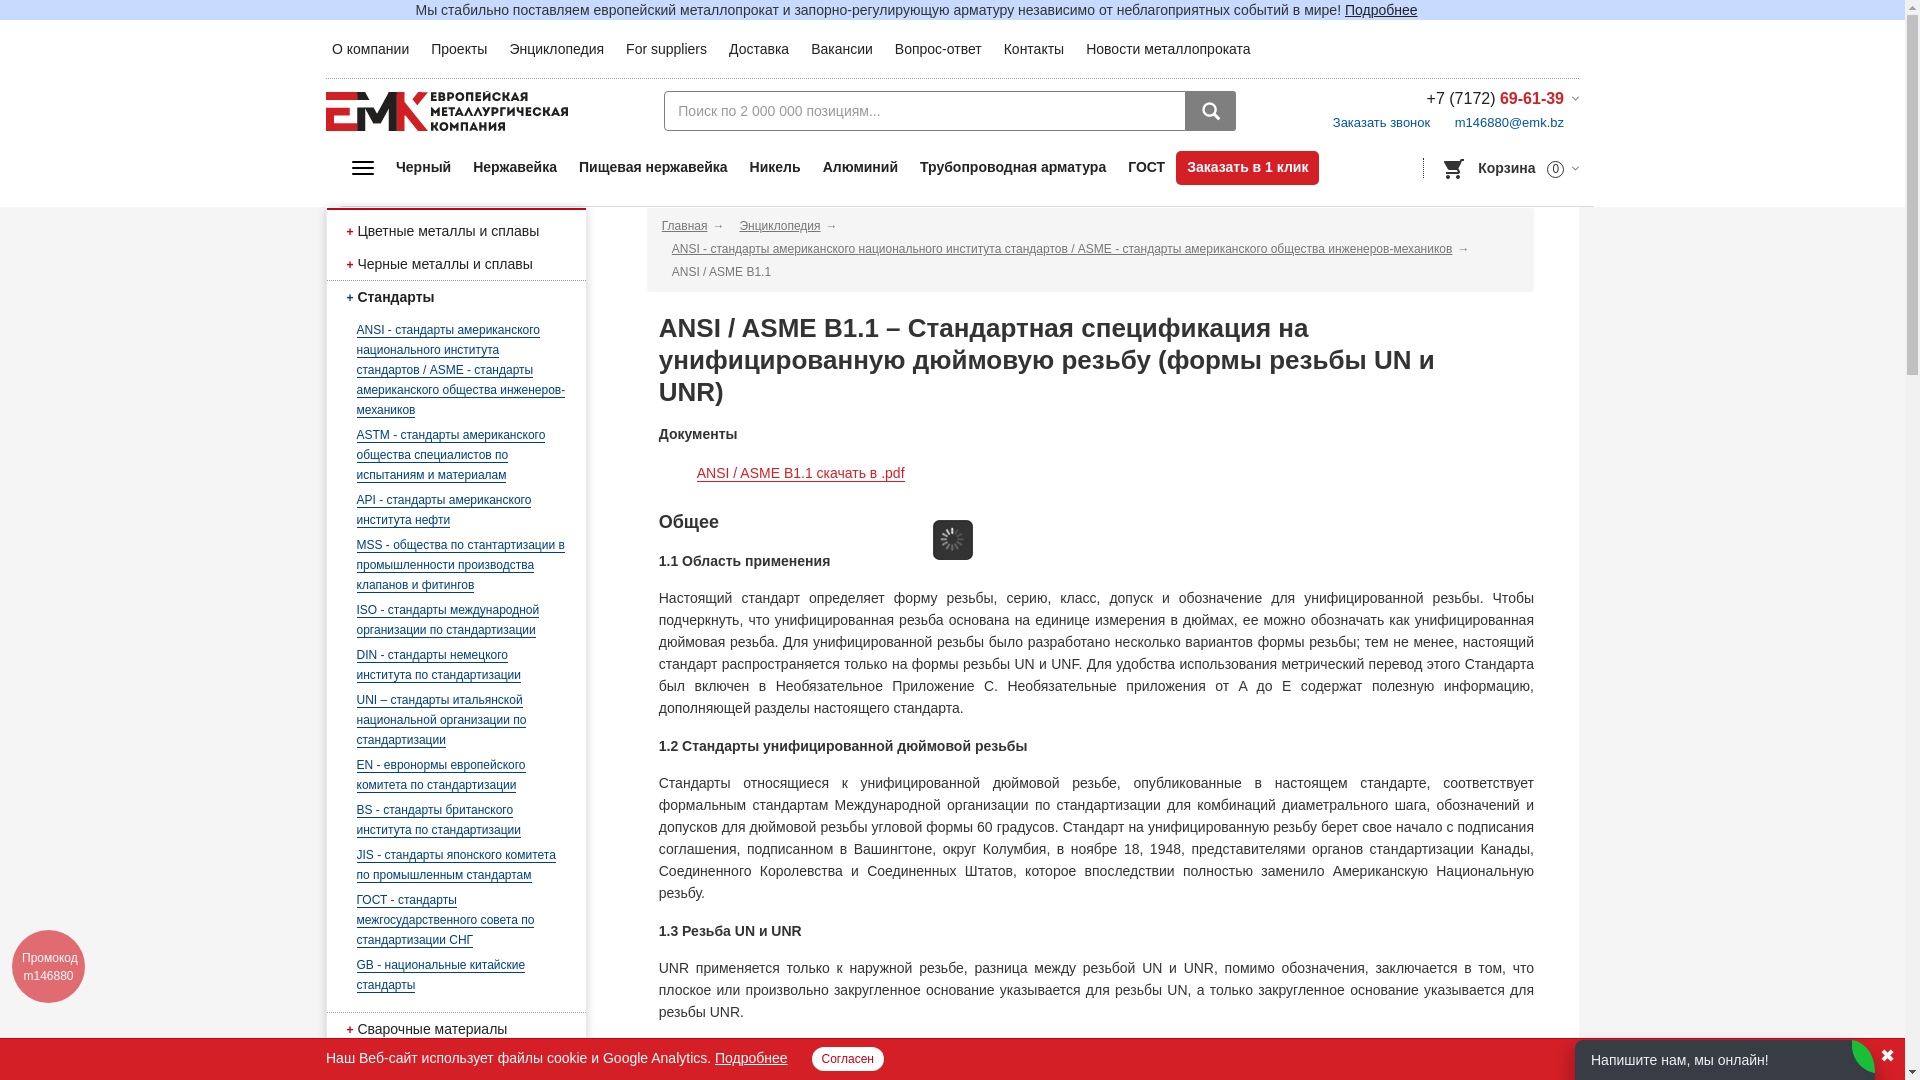 Мы стабильно поставляем европейский металлопрокат и запорно-регулирующую арматуру независимо от неблагоприятных событий в мире! Подробнее
О компании Проекты Энциклопедия For suppliers Доставка Вакансии Вопрос-ответ Контакты Новости металлопроката
ЕМК ЕВРОПЕЙСКАЯ
МЕТАЛЛУРГИЧЕСКАЯ
КОМПАНИЯ
Поиск по 2 000 000 позициям...
+7 (7172) 69-61-39
Заказать звонок m146880@emk.bz
Черный Нержавейка Пищевая нержавейка Никель Алюминий Трубопроводная арматура ГОСТ Заказать в 1 клик
Корзина 0
+ Цветные металлы и сплавы
+ Черные металлы и сплавы
+ Стандарты
ANSI - стандарты американского
национального института
стандартов / ASME - стандарты
американского общества инженеров-
механиков
ASTM - стандарты американского
общества специалистов по
испытаниям и материалам
API - стандарты американского
института нефти
MSS - общества по стантартизации в
промышленности производства
клапанов и фитингов
ISO - стандарты международной
организации по стандартизации
DIN - стандарты немецкого
института по стандартизации
UNI – стандарты итальянской
национальной организации по
стандартизации
EN - евронормы европейского
комитета по стандартизации
BS - стандарты британского
института по стандартизации
JIS - стандарты японского комитета
по промышленным стандартам
ГОСТ - стандарты
межгосударственного совета по
стандартизации СНГ
GB - национальные китайские
стандарты
+ Сварочные материалы
Главная → Энциклопедия →
ANSI - стандарты американского национального института стандартов / ASME - стандарты американского общества инженеров-механиков →
ANSI / ASME B1.1
ANSI / ASME B1.1 – Стандартная спецификация на
унифицированную дюймовую резьбу (формы резьбы UN и
UNR)
Документы
ANSI / ASME B1.1 скачать в .pdf
Общее
1.1 Область применения
Настоящий стандарт определяет форму резьбы, серию, класс, допуск и обозначение для унифицированной резьбы. Чтобы
подчеркнуть, что унифицированная резьба основана на единице измерения в дюймах, ее можно обозначать как унифицированная
дюймовая резьба. Для унифицированной резьбы было разработано несколько вариантов формы резьбы; тем не менее, настоящий
стандарт распространяется только на формы резьбы UN и UNF. Для удобства использования метрический перевод этого Стандарта
был включен в Необязательное Приложение С. Необязательные приложения от А до Е содержат полезную информацию,
дополняющей разделы настоящего стандарта.
1.2 Стандарты унифицированной дюймовой резьбы
Стандарты относящиеся к унифицированной дюймовой резьбе, опубликованные в настоящем стандарте, соответствует
формальным стандартам Международной организации по стандартизации для комбинаций диаметрального шага, обозначений и
допусков для дюймовой резьбы угловой формы 60 градусов. Стандарт на унифицированную резьбу берет свое начало с подписания
соглашения, подписанном в Вашингтоне, округ Колумбия, в ноябре 18, 1948, представителями органов стандартизации Канады,
Соединенного Королевства и Соединенных Штатов, которое впоследствии полностью заменило Американскую Национальную
резьбу.
1.3 Резьба UN и UNR
UNR применяется только к наружной резьбе, разница между резьбой UN и UNR, помимо обозначения, заключается в том, что
плоское или произвольно закругленное основание указывается для резьбы UN, а только закругленное основание указывается для
резьбы UNR.
Промокод
m146880
Наш Веб-сайт использует файлы cookie и Google Analytics. Подробнее Согласен
Напишите нам, мы онлайн!